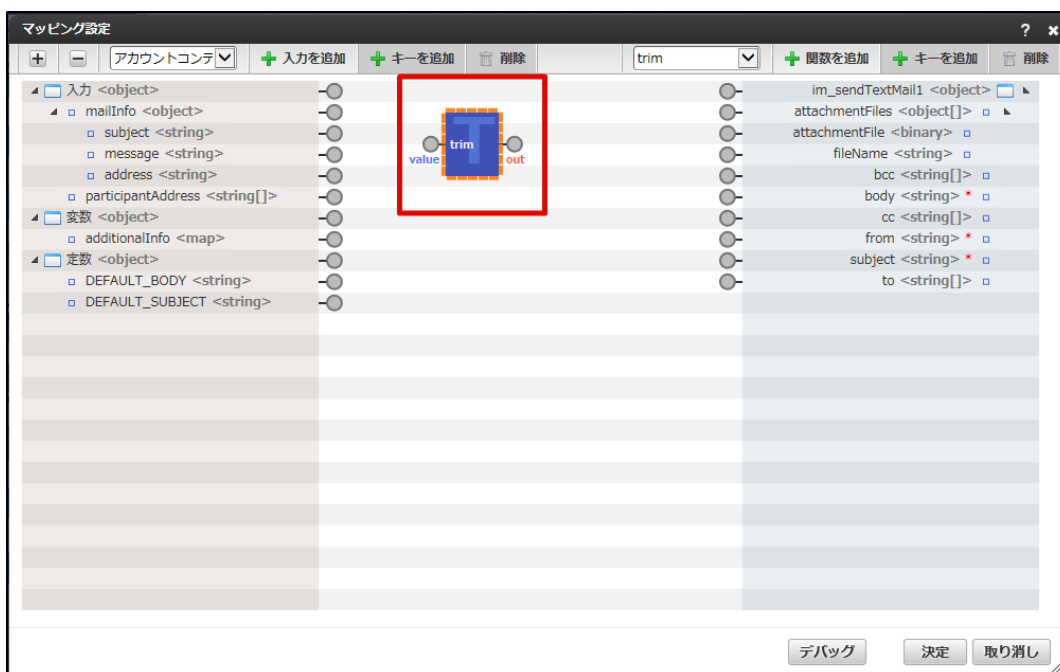 マッピング設定 ? ×
アカウントコンテ 入力を追加 キーを追加 削除 trim 関数を追加 キーを追加 削除
入力 <object> im_sendTextMail1 <object>
mailInfo <object> attachmentFiles <object[]>
subject <string> attachmentFile <binary>
message <string> fileName <string>
address <string> bcc <string[]>
participantAddress <string[]> body <string> *
変数 <object> cc <string[]>
additionalInfo <map> from <string> *
定数 <object> subject <string> *
DEFAULT_BODY <string> to <string[]>
DEFAULT_SUBJECT <string>
trim
value out
デバッグ 決定 取り消し